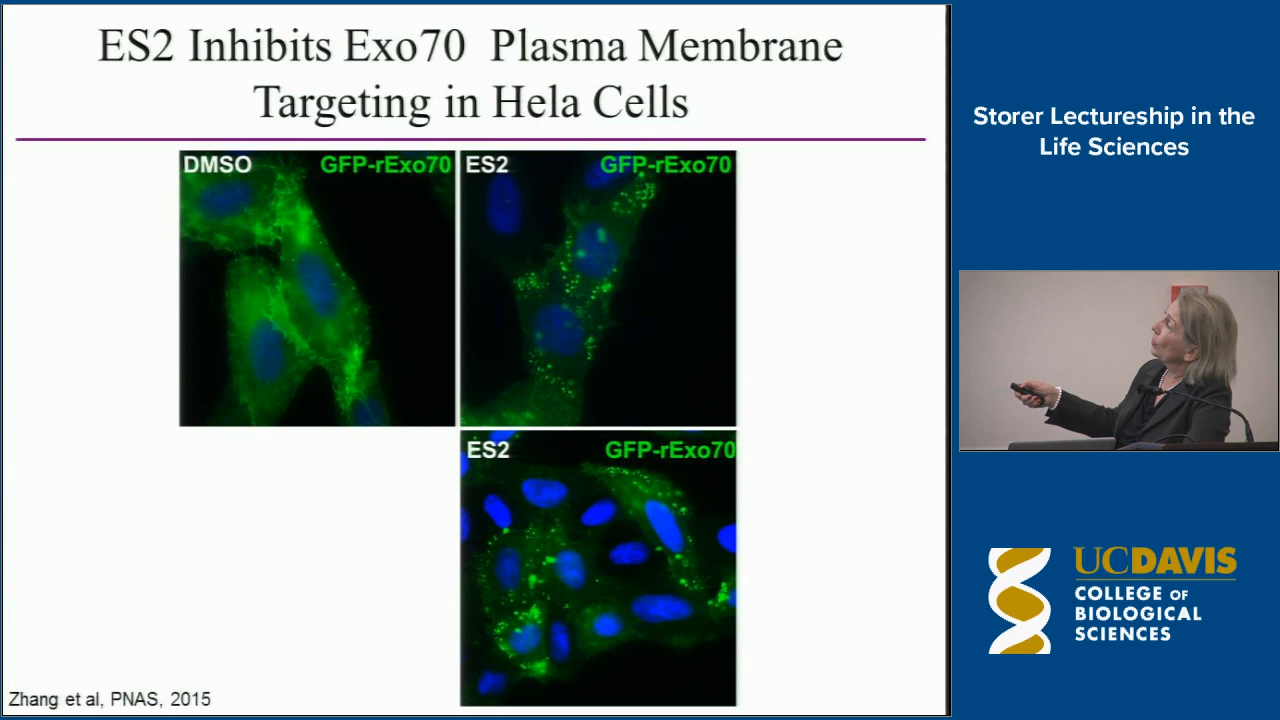 ES2 Inhibits Exo70 Plasma Membrane
Targeting in Hela Cells
DMSO GFP-rExo70
ES2 GFP-rExo70
ES2 GFP-rExo70
Zhang et al, PNAS, 2015
Storer Lectureship in the
Life Sciences
UCDAVIS
COLLEGE OF
BIOLOGICAL
SCIENCES